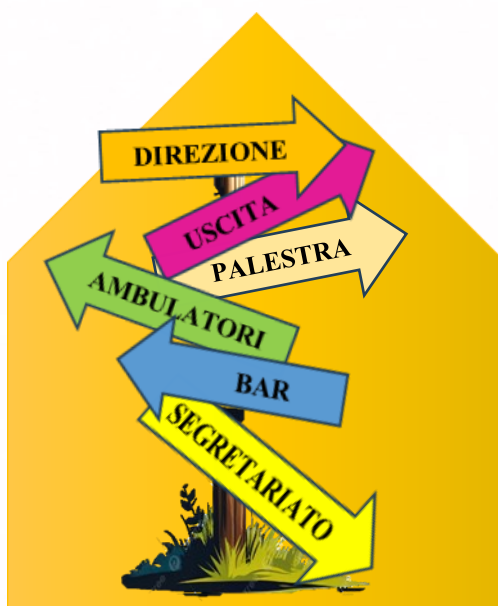 DIREZIONE
USCITA
PALESTRA
AMBULATORI
BAR
SEGRETARIATO